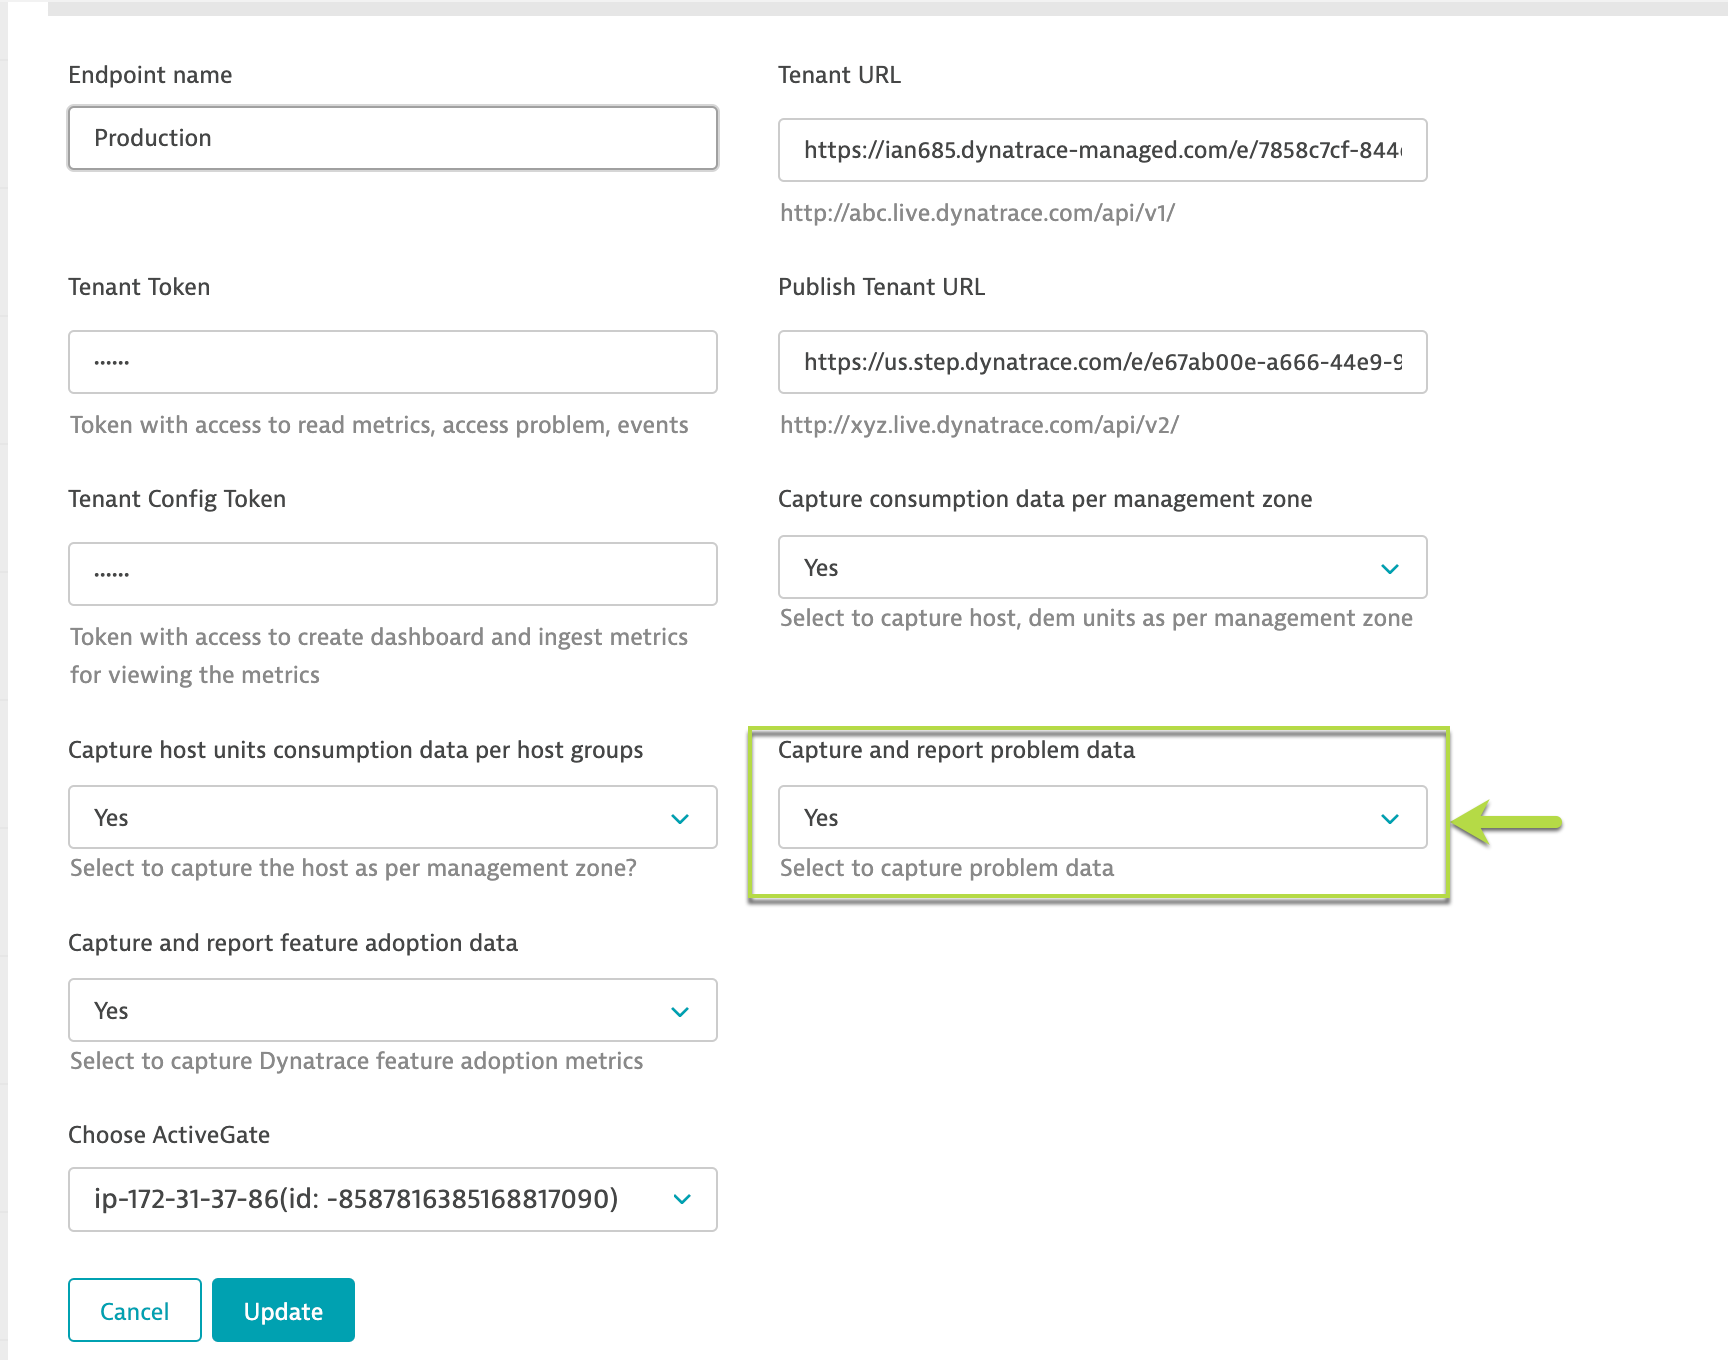 Endpoint name
Production
Tenant URL
https://ian685.dynatrace-managed.com/e/7858c7cf-844
http://abc.live.dynatrace.com/api/v1/
Tenant Token
······
Token with access to read metrics, access problem, events
Publish Tenant URL
https://us.step.dynatrace.com/e/e67ab00e-a666-44e9-9
http://xyz.live.dynatrace.com/api/v2/
Tenant Config Token
······
Token with access to create dashboard and ingest metrics
for viewing the metrics
Capture consumption data per management zone
Yes
Select to capture host, dem units as per management zone
Capture host units consumption data per host groups
Yes
Select to capture the host as per management zone?
Capture and report problem data
Yes
Select to capture problem data
Capture and report feature adoption data
Yes
Select to capture Dynatrace feature adoption metrics
Choose ActiveGate
ip-172-31-37-86(id: -8587816385168817090)
Cancel
Update